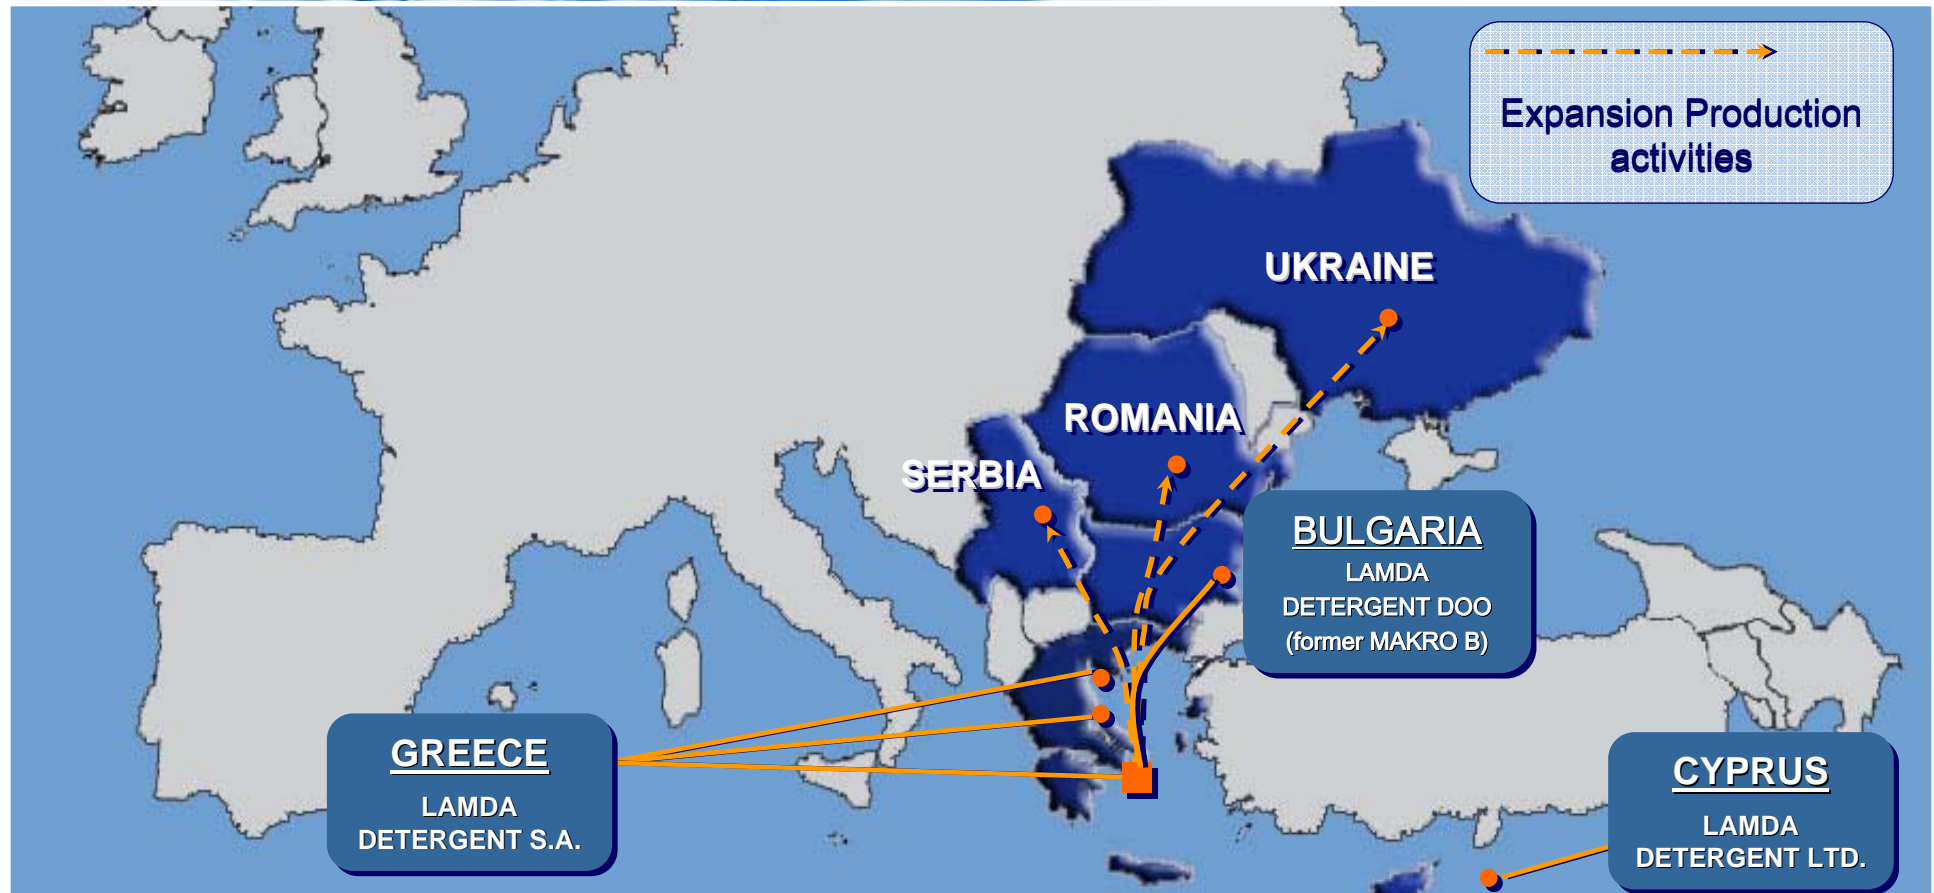 Expansion Production
activities
UKRAINE
ROMANIA
SERBIA
BULGARIA
LAMDA
DETERGENT DOO
(former MAKRO B)
GREECE
LAMDA
DETERGENT S.A.
CYPRUS
LAMDA
DETERGENT LTD.